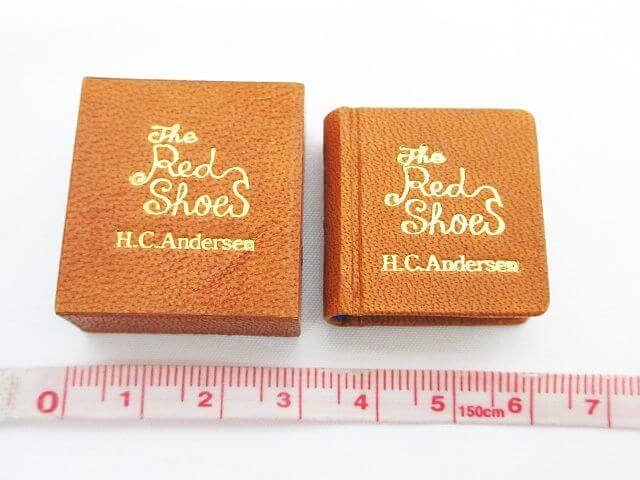 The
Red
Shoes
H.C.Andersen
The
Red
Shoes
H.C.Andersen
0 1 2 3 4 5 150cm 6 7